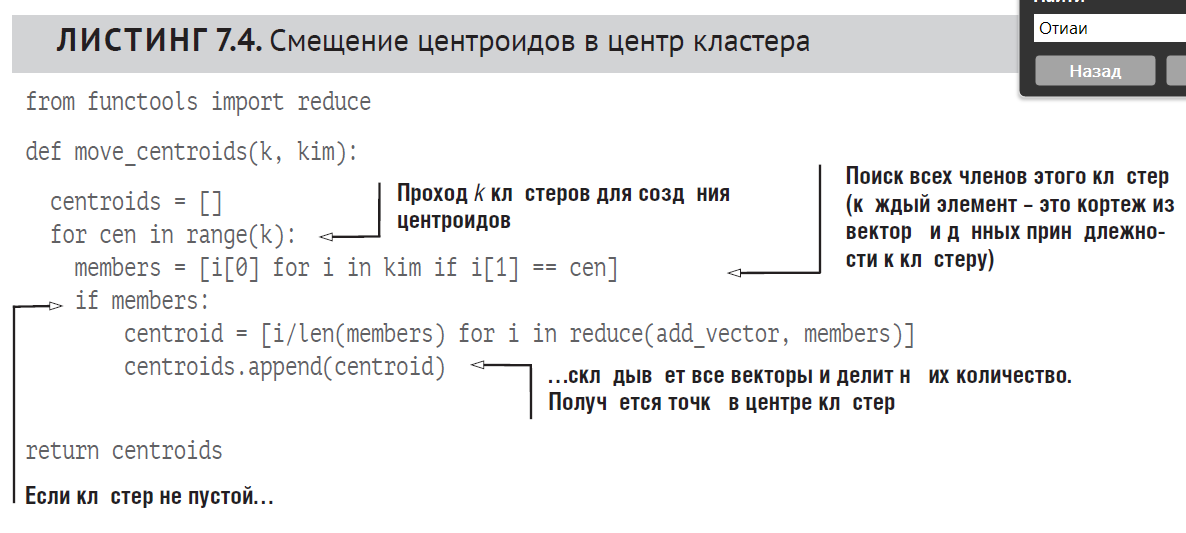 Отиаи
Назад
ЛИСТИНГ 7.4. Смещение центроидов в центр кластера
from functools import reduce
def move_centroids(k, kim):
centroids = []
for cen in range(k):
Проход k кл стеров для созд ния
центроидов
Поиск всех членов этого кл стер
(к ждый элемент – это кортеж из
вектор и д нных прин длежно-
сти к кл стеру)
members = [i[0] for i in kim if i[1] == cen]
if members:
centroid = [i/len(members) for i in reduce(add_vector, members)]
centroids.append(centroid)
...скл дыв ет все векторы и делит н их количество.
Получ ется точк в центре кл стер
return centroids
Если кл стер не пустой...